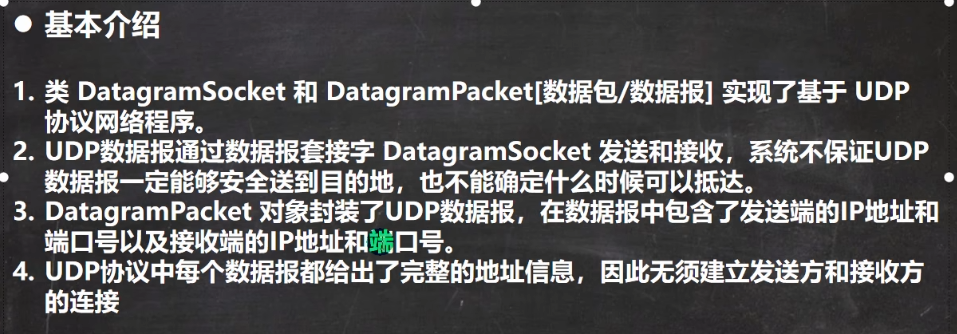 ● 基本介绍
1. 类 DatagramSocket 和 DatagramPacket[数据包/数据报] 实现了基于 UDP
协议网络程序。
2. UDP数据报通过数据报套接字 DatagramSocket 发送和接收，系统不保证UDP
数据报一定能够安全送到目的地，也不能确定什么时候可以抵达。
3. DatagramPacket 对象封装了UDP数据报，在数据报中包含了发送端的IP地址和
端口号以及接收端的IP地址和端口号。
4. UDP协议中每个数据报都给出了完整的地址信息，因此无须建立发送方和接收方
的连接